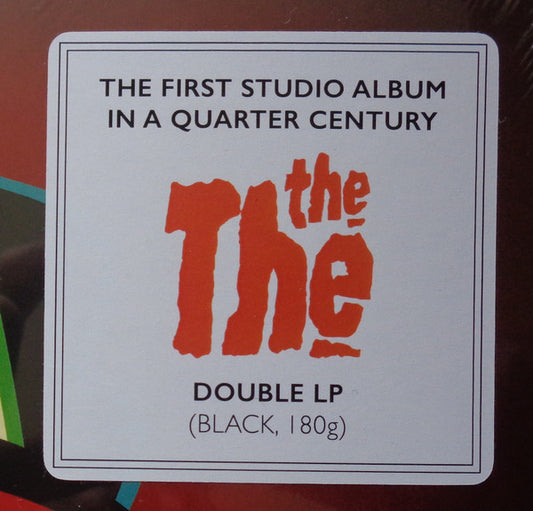 THE FIRST STUDIO ALBUM
IN A QUARTER CENTURY
The the
DOUBLE LP
(BLACK, 180g)